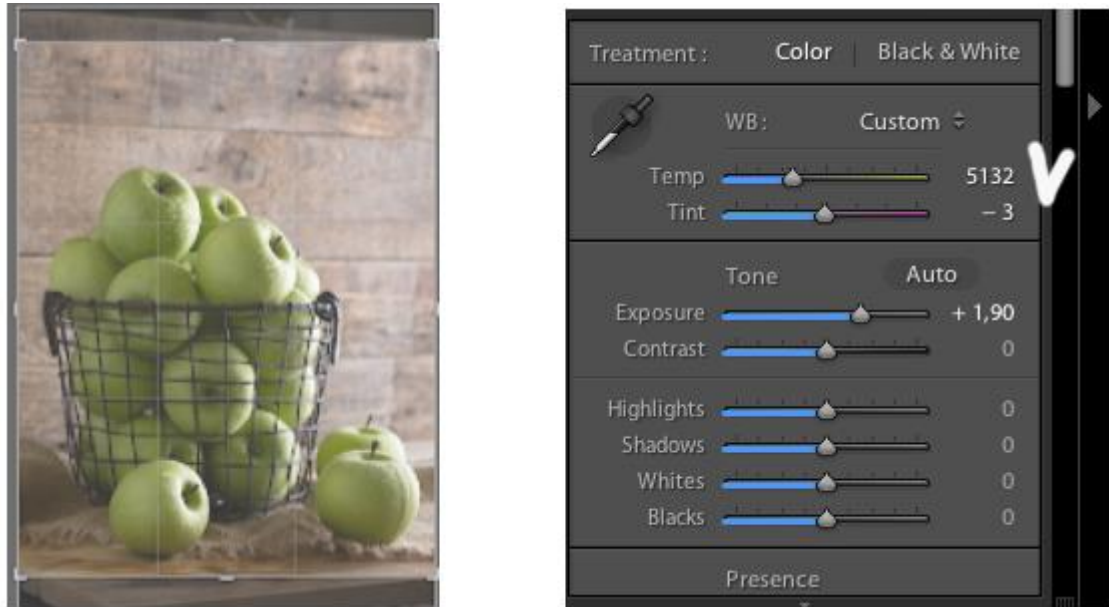 Treatment : Color | Black & White
WB : Custom
Temp 5132
Tint – 3
V
Tone Auto
Exposure + 1,90
Contrast 0
Highlights 0
Shadows 0
Whites 0
Blacks 0
Presence